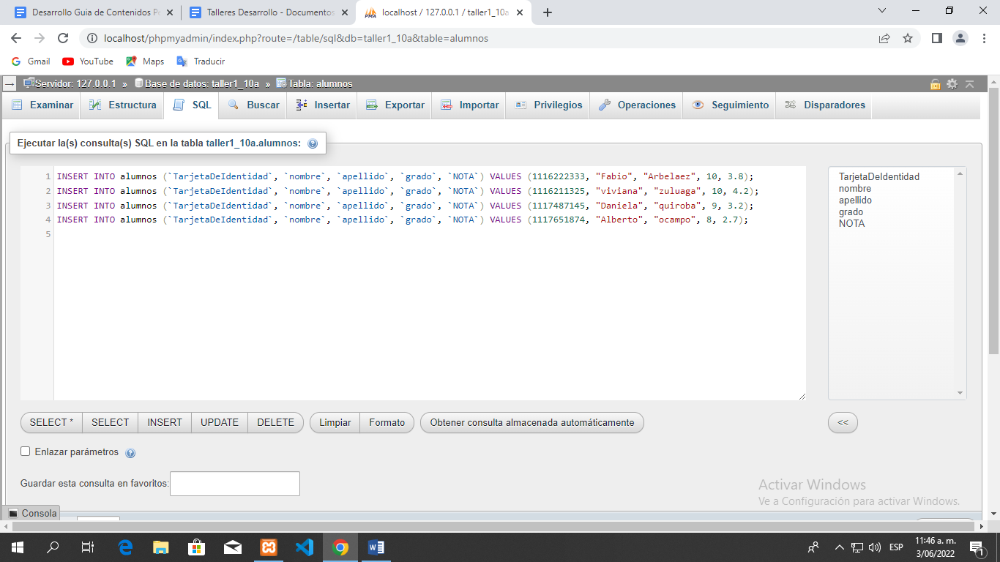 Desarrollo Guia de Contenidos P
Talleres Desarrollo - Documentos
localhost / 127.0.0.1 / taller1_10a
localhost/phpmyadmin/index.php?route=/table/sql&db=taller1_10a&table=alumnos
Gmail YouTube Maps Traducir
Servidor: 127.0.0.1 » Base de datos: taller1_10a » Tabla: alumnos
Examinar Estructura SQL Buscar Insertar Exportar Importar Privilegios Operaciones Seguimiento Disparadores
Ejecutar la(s) consulta(s) SQL en la tabla taller1_10a.alumnos:
1 INSERT INTO alumnos (`TarjetaDeIdentidad`, `nombre`, `apellido`, `grado`, `NOTA`) VALUES (1116222333, "Fabio", "Arbelaez", 10, 3.8);
2 INSERT INTO alumnos (`TarjetaDeIdentidad`, `nombre`, `apellido`, `grado`, `NOTA`) VALUES (1116211325, "viviana", "zuluaga", 10, 4.2);
3 INSERT INTO alumnos (`TarjetaDeIdentidad`, `nombre`, `apellido`, `grado`, `NOTA`) VALUES (1117487145, "Daniela", "quiroba", 9, 3.2);
4 INSERT INTO alumnos (`TarjetaDeIdentidad`, `nombre`, `apellido`, `grado`, `NOTA`) VALUES (1117651874, "Alberto", "ocampo", 8, 2.7);
5
TarjetaDeIdentidad
nombre
apellido
grado
NOTA
SELECT * SELECT INSERT UPDATE DELETE Limpiar Formato Obtener consulta almacenada automáticamente <<
Enlazar parámetros
Guardar esta consulta en favoritos:
Activar Windows
Ve a Configuración para activar Windows.
Consola
ESP
11:46 a. m.
3/06/2022
1